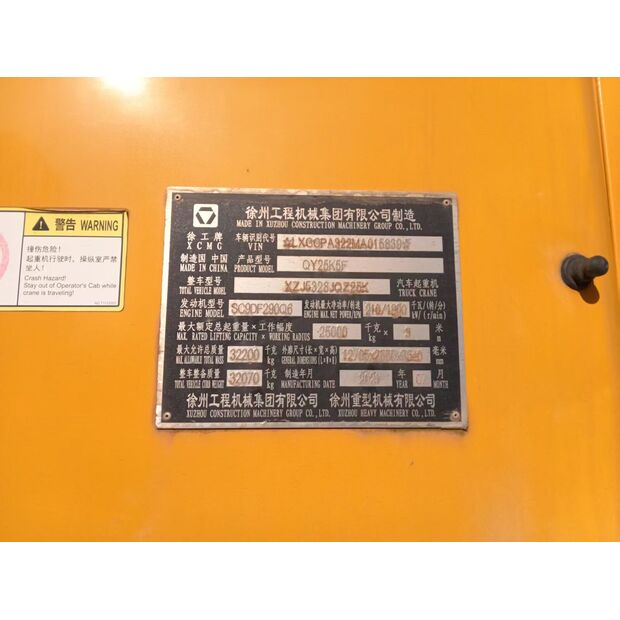 警告 WARNING
撞伤危险！
起重机行驶时，操纵室严禁
坐人！
Crash Hazard!
Stay out of Operator's Cab while
crane is traveling!
徐州工程机械集团有限公司制造
MADE IN XUZHOU CONSTRUCTION MACHINERY GROUP CO.,LTD.
徐工牌 车辆识别代号
XCMG VIN
制造国 中国 产品型号 QY25K5F
MADE IN CHINA PRODUCT MODEL
整车型号 XZJ5328JQZ25K 汽车起重机
TOTAL VEHICLE MODEL TRUCK CRANE
发动机型号 SC9DF290Q6 发动机最大净功率/转速 千瓦/(转/分)
ENGINE MODEL ENGINE MAX.NET POWER/RPM kW/(r/min)
最大额定总起重量×工作幅度 25000 千克 × 3 米
MAX.RATED LIFTING CAPACITY × WORKING RADIUS kg m
最大允许总质量 32200 千克 外廓尺寸(长×宽×高) 毫米
MAX.ALLOWABLE TOTAL MASS kg GENERAL DIMENSIONS (L×W×H) mm
整车整备质量 32070 千克 制造年月 年 07 月
TOTAL VEHICLE CURB WEIGHT kg MANUFACTURING DATE YEAR MONTH
徐州工程机械集团有限公司 徐州重型机械有限公司
XUZHOU CONSTRUCTION MACHINERY GROUP CO.,LTD. XUZHOU HEAVY MACHINERY CO.,LTD.